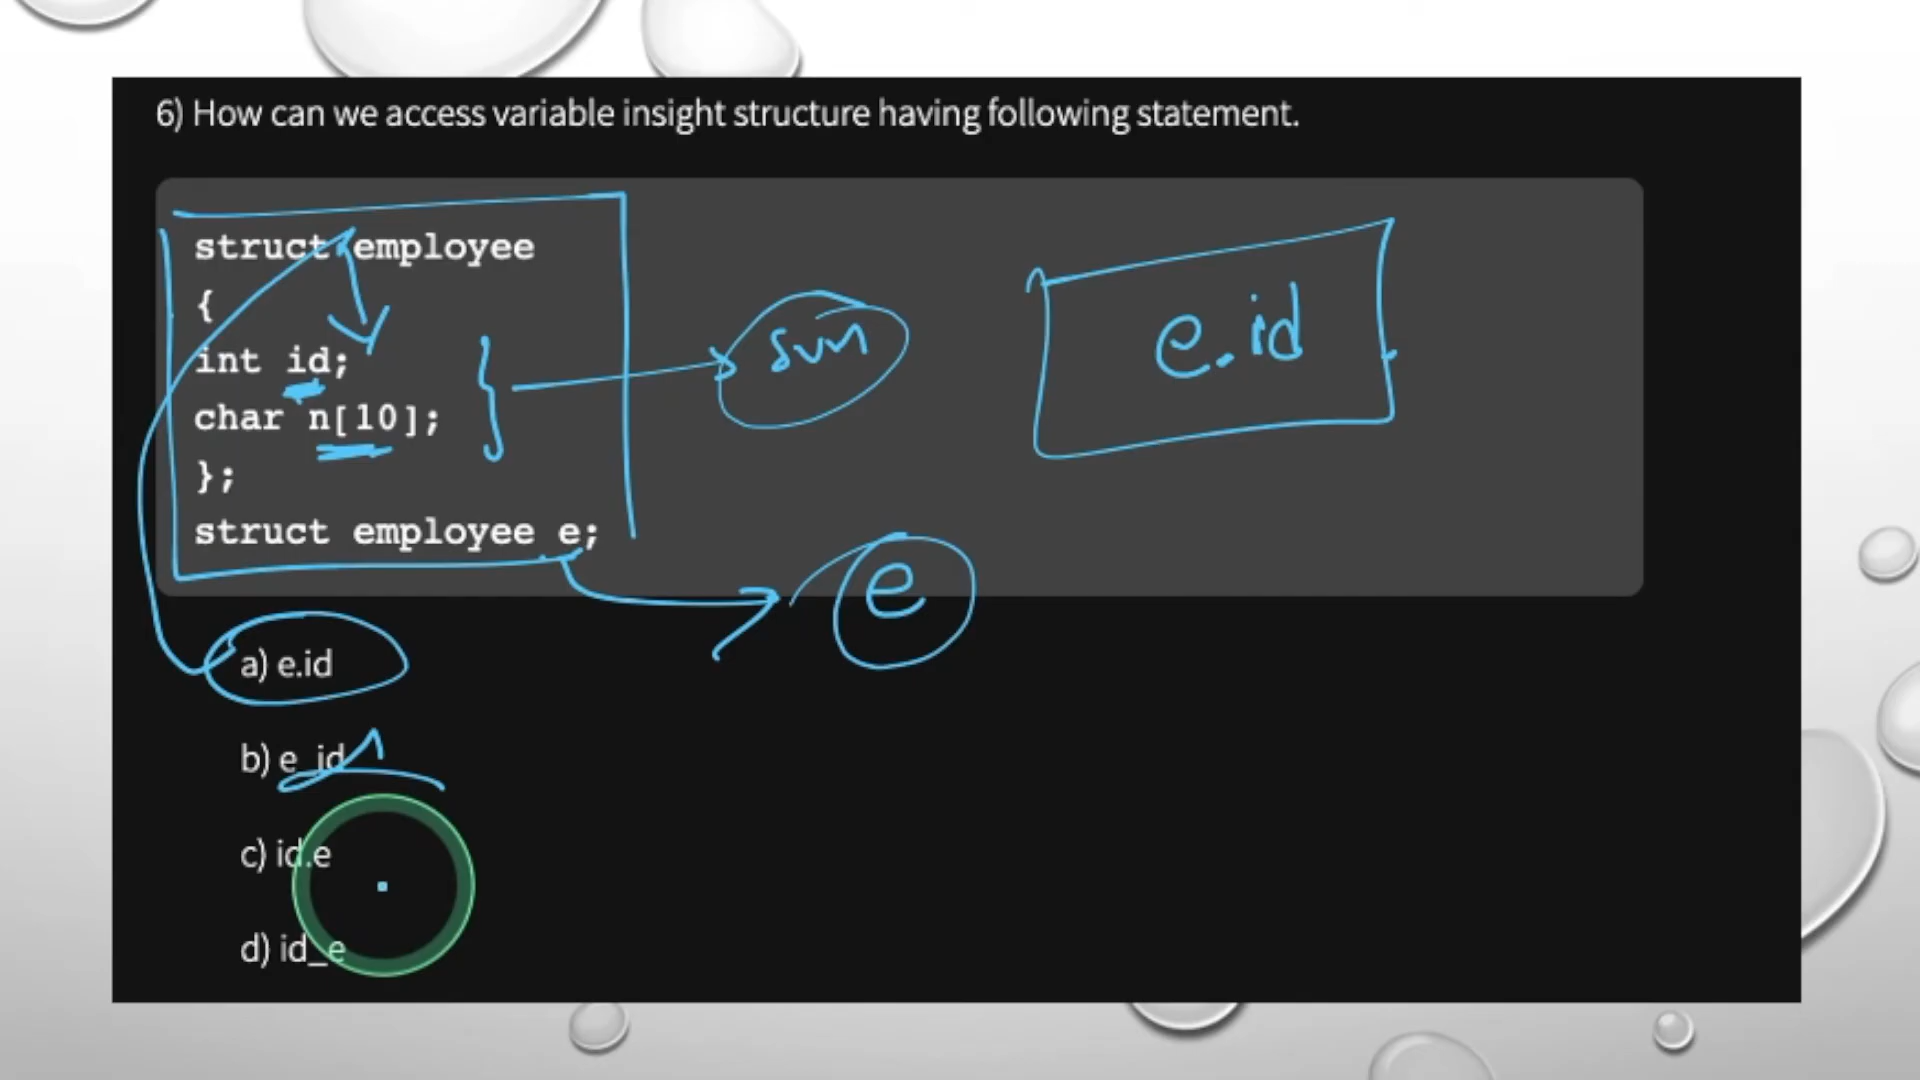 6) How can we access variable insight structure having following statement.
struct employee
{
int id;
char n[10];
};
struct employee e;
svn
e.id
e
a) e.id
b) e_id
c) id.e
d) id_e